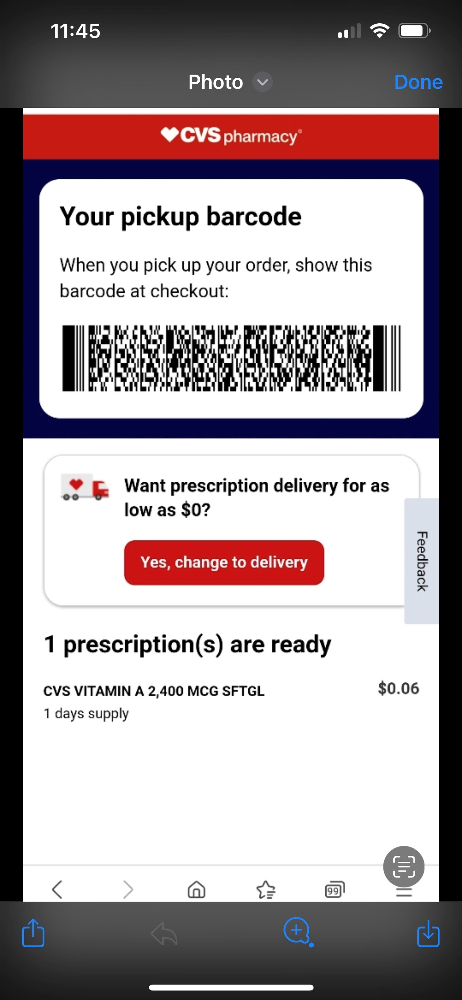 11:45
Photo
Done
CVS pharmacy®
Your pickup barcode
When you pick up your order, show this
barcode at checkout:
Want prescription delivery for as
low as $0?
Yes, change to delivery
Feedback
1 prescription(s) are ready
CVS VITAMIN A 2,400 MCG SFTGL
$0.06
1 days supply
99